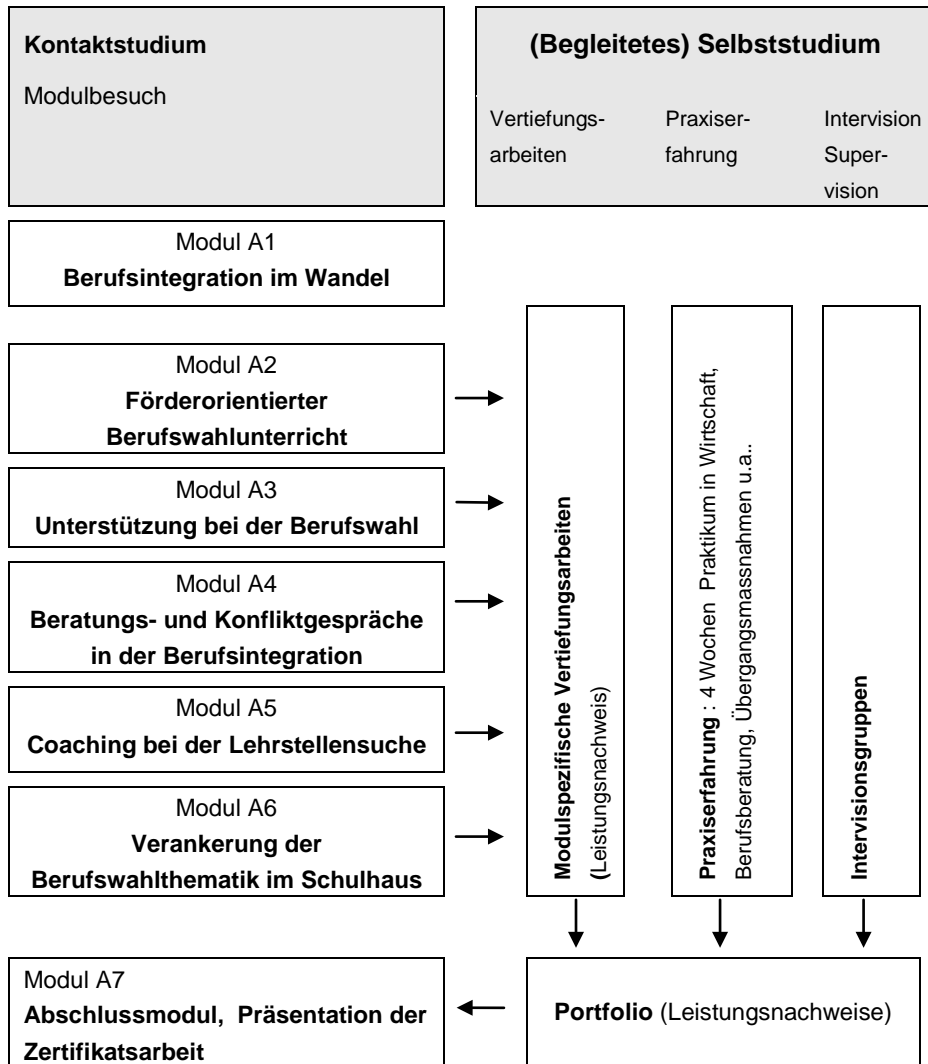 Kontaktstudium
Modulbesuch
(Begleitetes) Selbststudium
Vertiefungs-
arbeiten
Praxiser-
fahrung
Intervision
Super-
vision
Modul A1
Berufsintegration im Wandel
Modul A2
Förderorientierter
Berufswahlunterricht
Modul A3
Unterstützung bei der Berufswahl
Modul A4
Beratungs- und Konfliktgespräche
in der Berufsintegration
Modul A5
Coaching bei der Lehrstellensuche
Modul A6
Verankerung der
Berufswahlthematik im Schulhaus
Modulspezifische Vertiefungsarbeiten
(Leistungsnachweis)
Praxiserfahrung : 4 Wochen Praktikum in Wirtschaft,
Berufsberatung, Übergangsmassnahmen u.a..
Intervisionsgruppen
Modul A7
Abschlussmodul, Präsentation der
Zertifikatsarbeit
Portfolio (Leistungsnachweise)